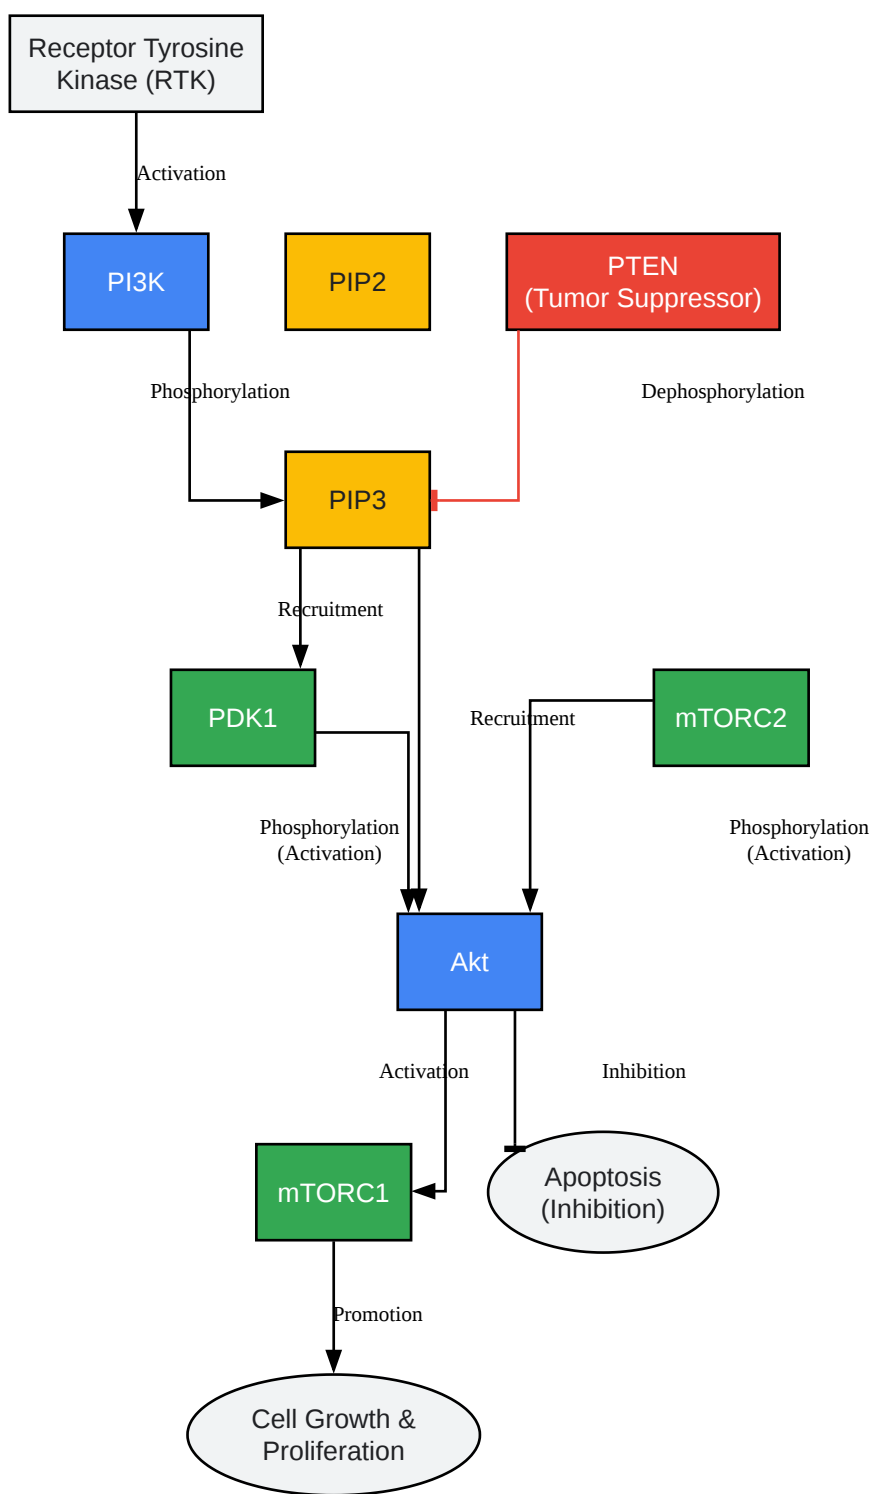 Receptor Tyrosine
Kinase (RTK)
Activation
PI3K
PIP2
PTEN
(Tumor Suppressor)
Phosphorylation
Dephosphorylation
PIP3
Recruitment
PDK1
Recruitment
mTORC2
Phosphorylation
(Activation)
Phosphorylation
(Activation)
Akt
Activation
Inhibition
mTORC1
Apoptosis
(Inhibition)
Promotion
Cell Growth &
Proliferation